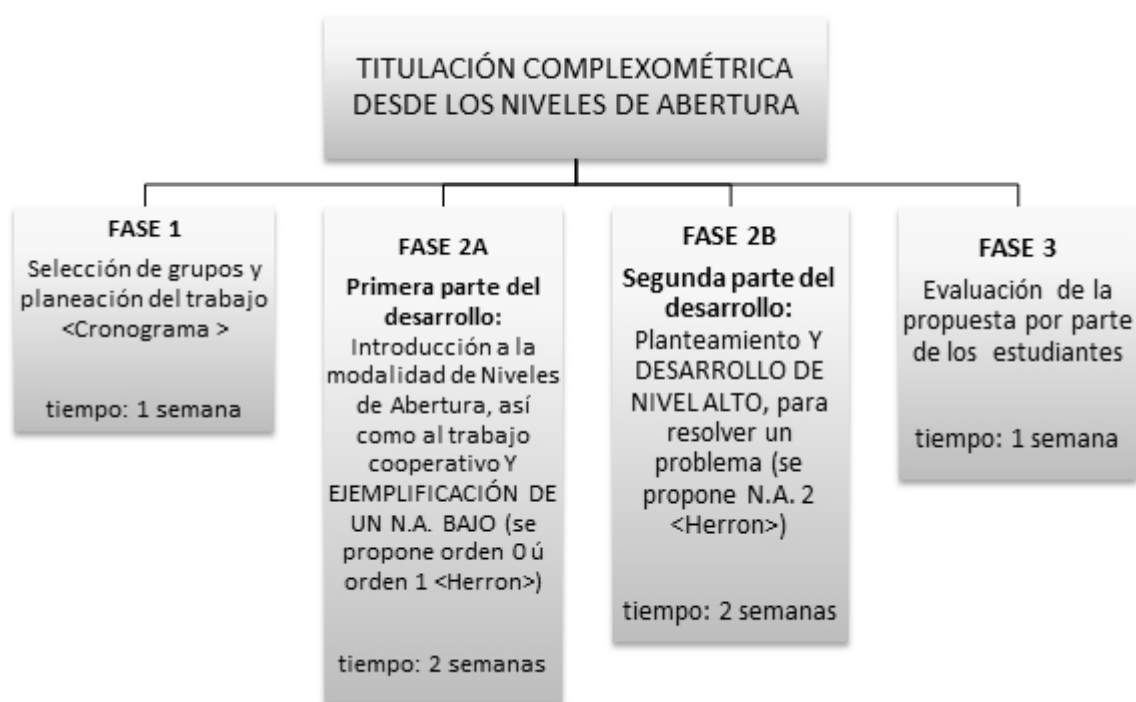 TITULACIÓN COMPLEXOMÉTRICA
DESDE LOS NIVELES DE ABERTURA
FASE 1
Selección de grupos y
planeación del trabajo
<Cronograma >
tiempo: 1 semana
FASE 2A
Primera parte del
desarrollo:
Introducción a la
modalidad de Niveles
de Abertura, así
como al trabajo
cooperativo Y
EJEMPLIFICACIÓN DE
UN N.A. BAJO (se
propone orden 0 ú
orden 1 <Herron>)
tiempo: 2 semanas
FASE 2B
Segunda parte del
desarrollo:
Planteamiento Y
DESARROLLO DE
NIVEL ALTO, para
resolver un
problema (se
propone N.A. 2
<Herron>)
tiempo: 2 semanas
FASE 3
Evaluación de la
propuesta por parte
de los estudiantes
tiempo: 1 semana